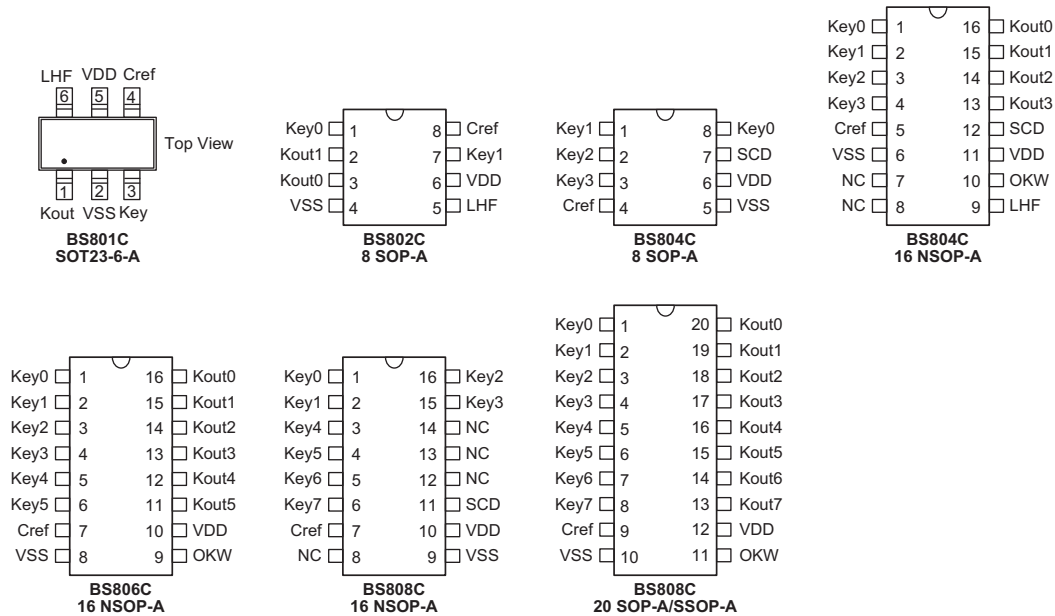 LHF VDD Cref
6 5 4
Top View
1 2 3
Kout VSS Key
BS801C
SOT23-6-A
Key0 1 8 Cref
Kout1 2 7 Key1
Kout0 3 6 VDD
VSS 4 5 LHF
BS802C
8 SOP-A
Key1 1 8 Key0
Key2 2 7 SCD
Key3 3 6 VDD
Cref 4 5 VSS
BS804C
8 SOP-A
Key0 1 16 Kout0
Key1 2 15 Kout1
Key2 3 14 Kout2
Key3 4 13 Kout3
Cref 5 12 SCD
VSS 6 11 VDD
NC 7 10 OKW
NC 8 9 LHF
BS804C
16 NSOP-A
Key0 1 16 Kout0
Key1 2 15 Kout1
Key2 3 14 Kout2
Key3 4 13 Kout3
Key4 5 12 Kout4
Key5 6 11 Kout5
Cref 7 10 VDD
VSS 8 9 OKW
BS806C
16 NSOP-A
Key0 1 16 Key2
Key1 2 15 Key3
Key4 3 14 NC
Key5 4 13 NC
Key6 5 12 NC
Key7 6 11 SCD
Cref 7 10 VDD
NC 8 9 VSS
BS808C
16 NSOP-A
Key0 1 20 Kout0
Key1 2 19 Kout1
Key2 3 18 Kout2
Key3 4 17 Kout3
Key4 5 16 Kout4
Key5 6 15 Kout5
Key6 7 14 Kout6
Key7 8 13 Kout7
Cref 9 12 VDD
VSS 10 11 OKW
BS808C
20 SOP-A/SSOP-A